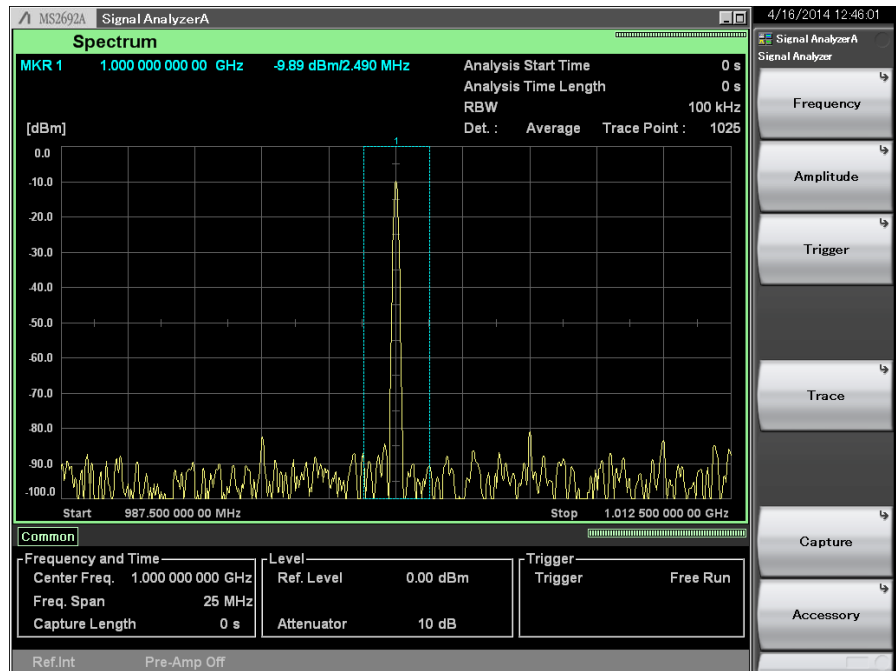 MS2692A Signal AnalyzerA
4/16/2014 12:46:01
Spectrum
MKR 1 1.000 000 000 00 GHz -9.89 dBm/2.490 MHz
Analysis Start Time 0 s
Analysis Time Length 0 s
RBW 100 kHz
Det. : Average Trace Point : 1025
[dBm]
1
0.0
-10.0
-20.0
-30.0
-40.0
-50.0
-60.0
-70.0
-80.0
-90.0
-100.0
Start 987.500 000 00 MHz
Stop 1.012 500 000 00 GHz
Common
Frequency and Time
Center Freq. 1.000 000 000 GHz
Freq. Span 25 MHz
Capture Length 0 s
Level
Ref. Level 0.00 dBm
Attenuator 10 dB
Trigger
Trigger Free Run
Ref.Int Pre-Amp Off
Signal AnalyzerA
Signal Analyzer
Frequency
Amplitude
Trigger
Trace
Capture
Accessory